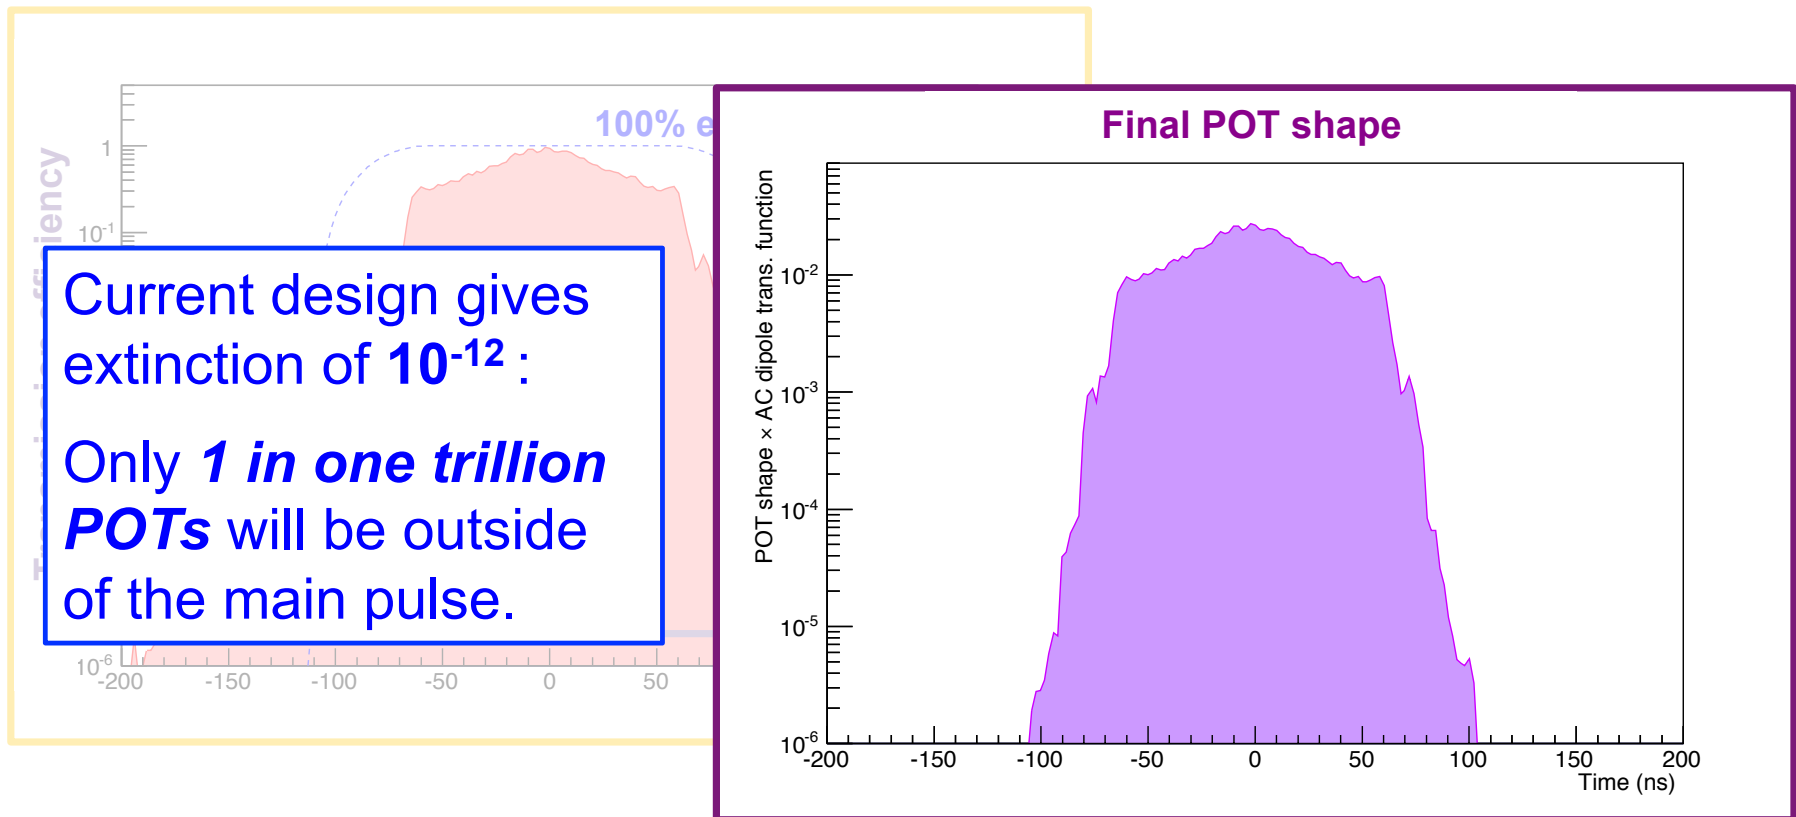 100% e
1
10-1
10-6
-200 -150 -100 -50 0 50
Current design gives
extinction of 10-12 :
Only 1 in one trillion
POTs will be outside
of the main pulse.
Final POT shape
POT shape × AC dipole trans. function
10-2
10-3
10-4
10-5
10-6
-200 -150 -100 -50 0 50 100 150 200
Time (ns)